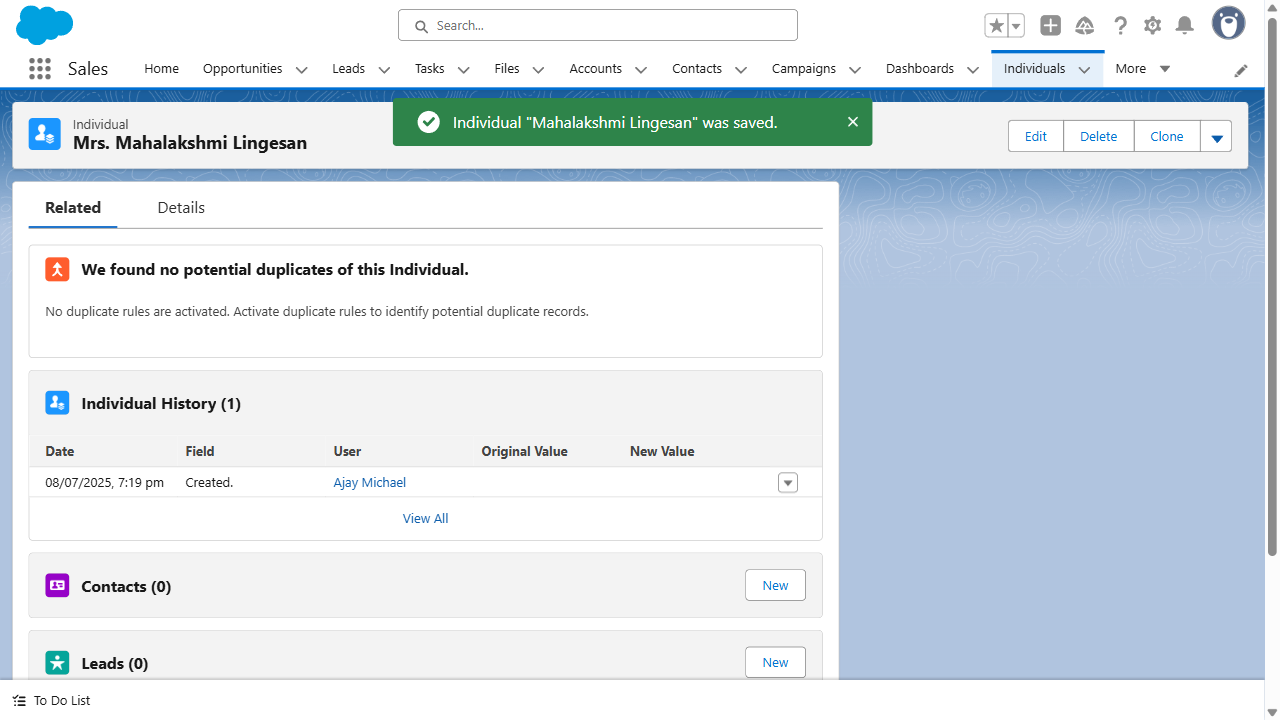 Search...
Sales
Home
Opportunities
Leads
Tasks
Files
Accounts
Contacts
Campaigns
Dashboards
Individuals
More
Individual
Mrs. Mahalakshmi Lingesan
Individual "Mahalakshmi Lingesan" was saved.
Edit
Delete
Clone
Related
Details
We found no potential duplicates of this Individual.
No duplicate rules are activated. Activate duplicate rules to identify potential duplicate records.
Individual History (1)
Date Field User Original Value New Value
08/07/2025, 7:19 pm Created. Ajay Michael
View All
Contacts (0)
New
Leads (0)
New
To Do List